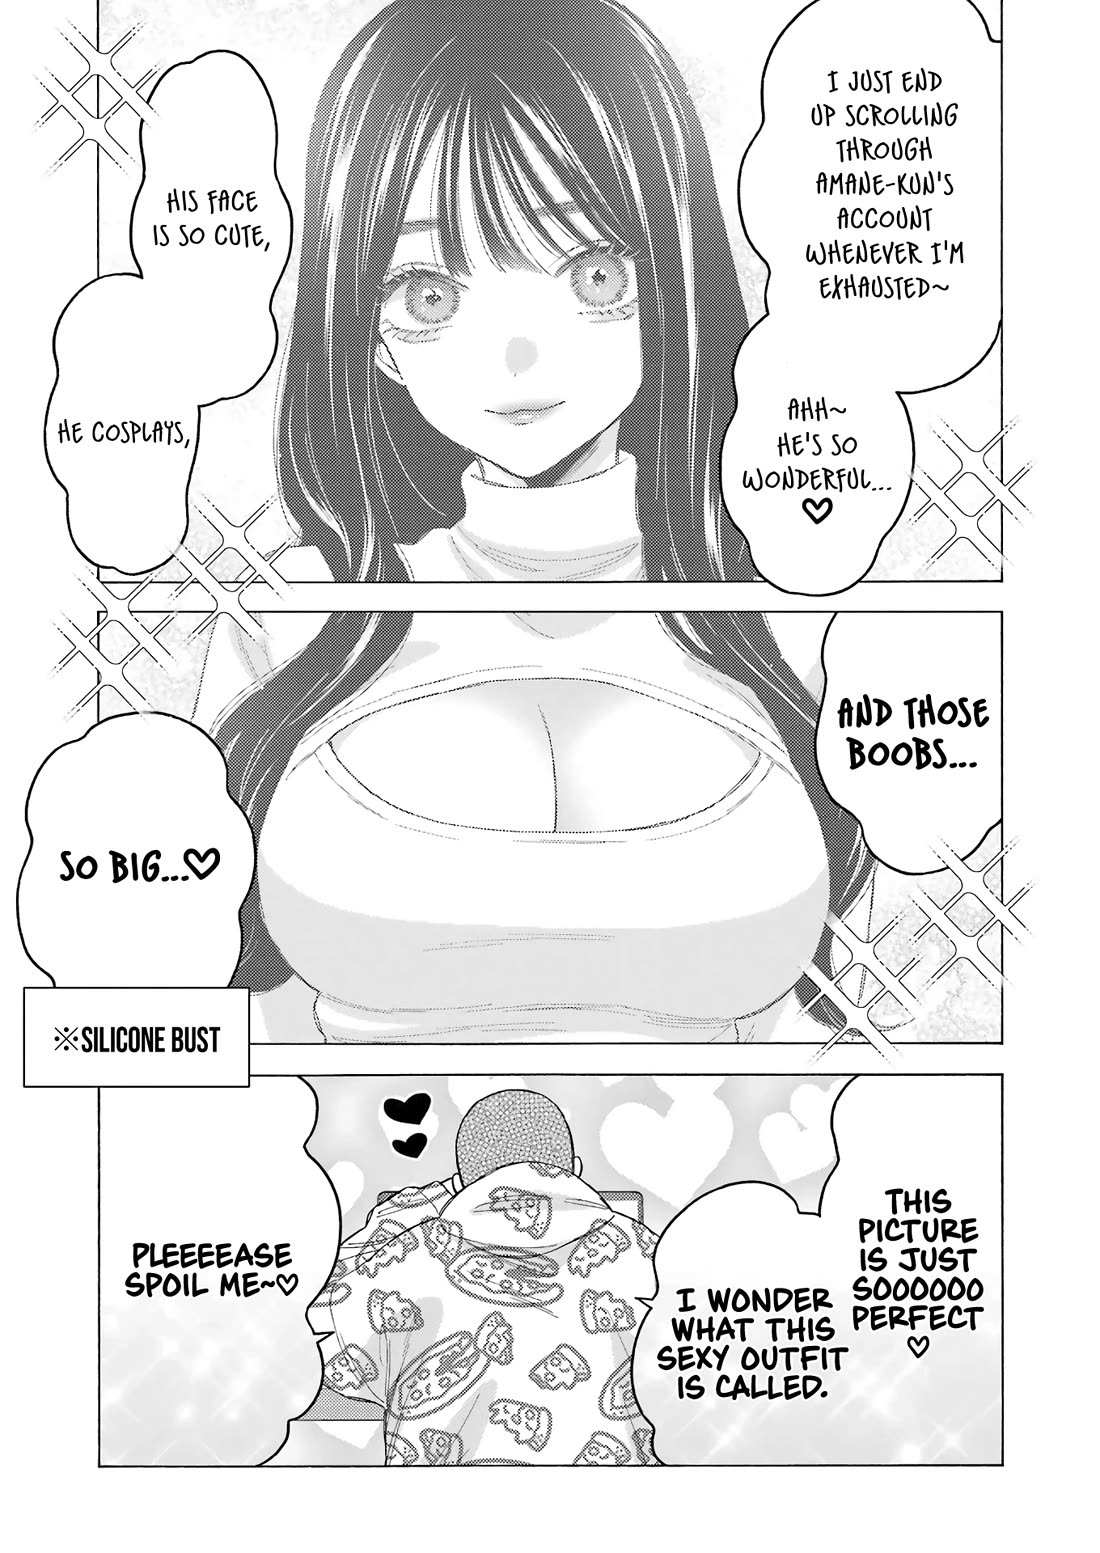 I JUST END
UP SCROLLING
THROUGH
AMANE-KUN'S
ACCOUNT
WHENEVER I'M
EXHAUSTED~
AHH~
HE'S SO
WONDERFUL...
♡
HIS FACE
IS SO CUTE,
HE COSPLAYS,
AND THOSE
BOOBS...
SO BIG...♡
※SILICONE BUST
THIS
PICTURE
IS JUST
SOOOOOO
PERFECT
♡
I WONDER
WHAT THIS
SEXY OUTFIT
IS CALLED.
PLEEEEASE
SPOIL ME~♡